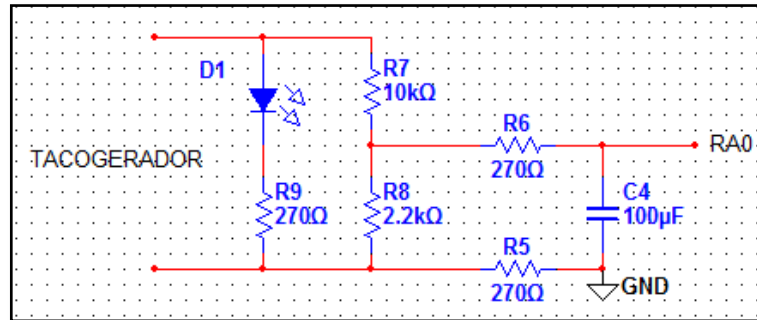 D1
R7
10kΩ
R6
270Ω
RA0
TACOGERADOR
R9
270Ω
R8
2.2kΩ
C4
100µF
R5
270Ω
GND